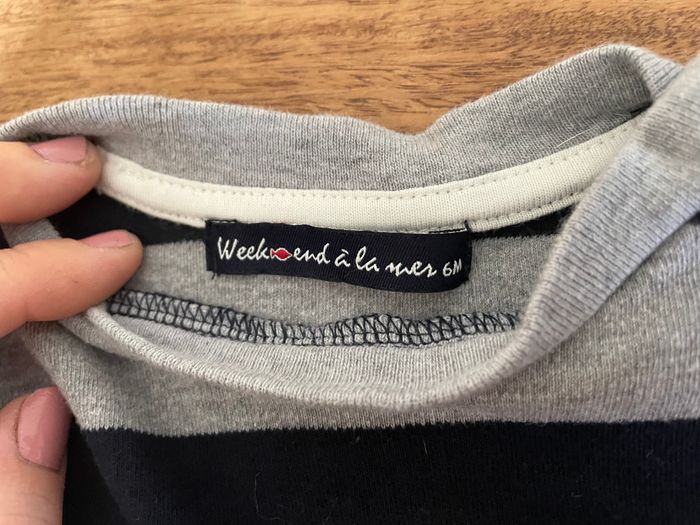 Week-end à la mer 6M